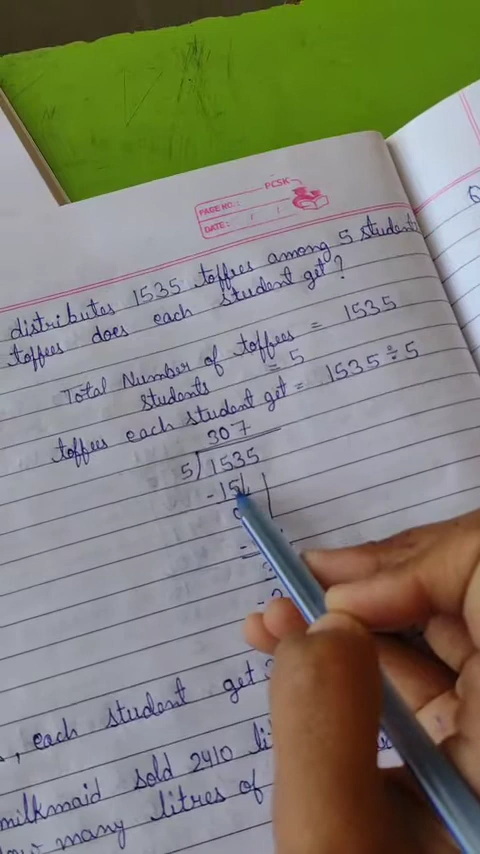 PCSK
PAGE NO.:
DATE: / /
distributes 1535 toffees among 5 student
toffees does each student get?
Total Number of toffees = 1535
students = 5
toffees each student get = 1535 ÷ 5
307
5) 1535
- 15
each student get
milkmaid sold 2410 li
many litres of